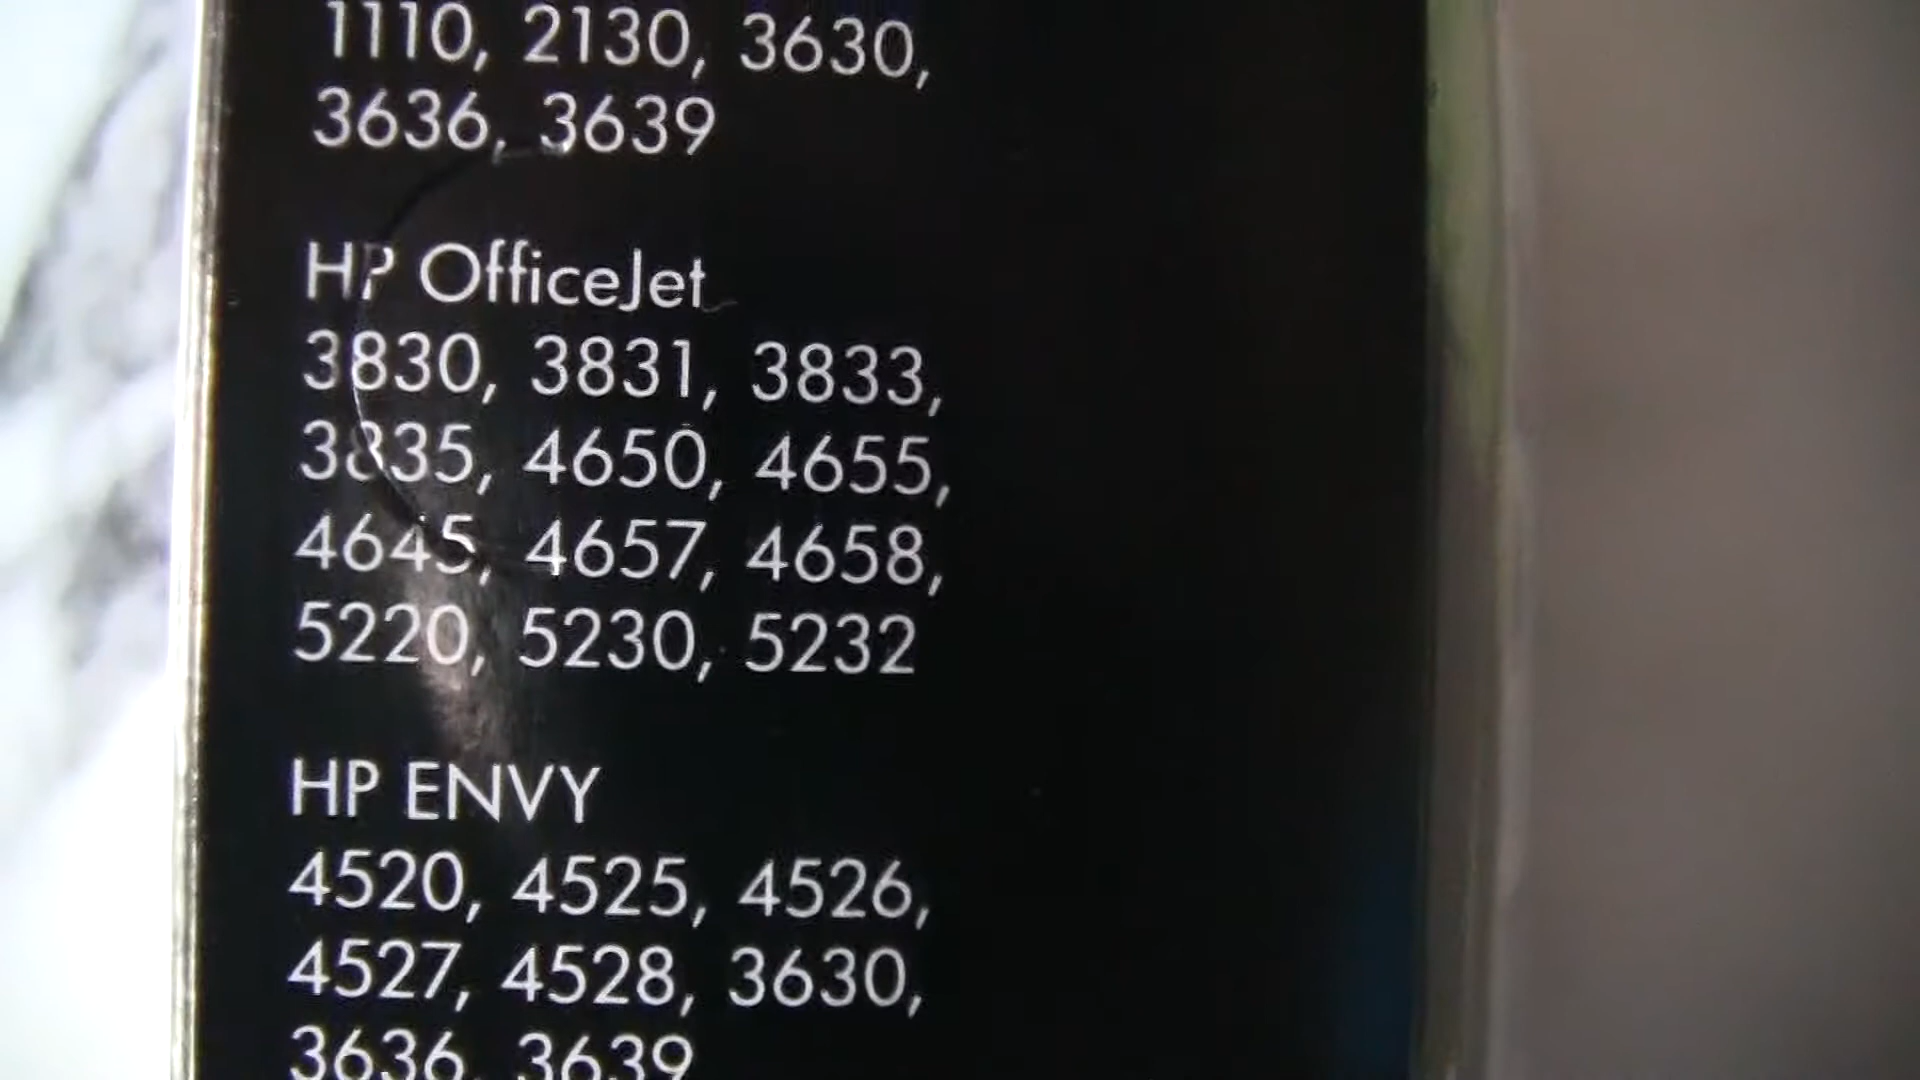 1110, 2130, 3630,
3636, 3639
HP OfficeJet
3830, 3831, 3833,
3835, 4650, 4655,
4645, 4657, 4658,
5220, 5230, 5232
HP ENVY
4520, 4525, 4526,
4527, 4528, 3630,
3636, 3639